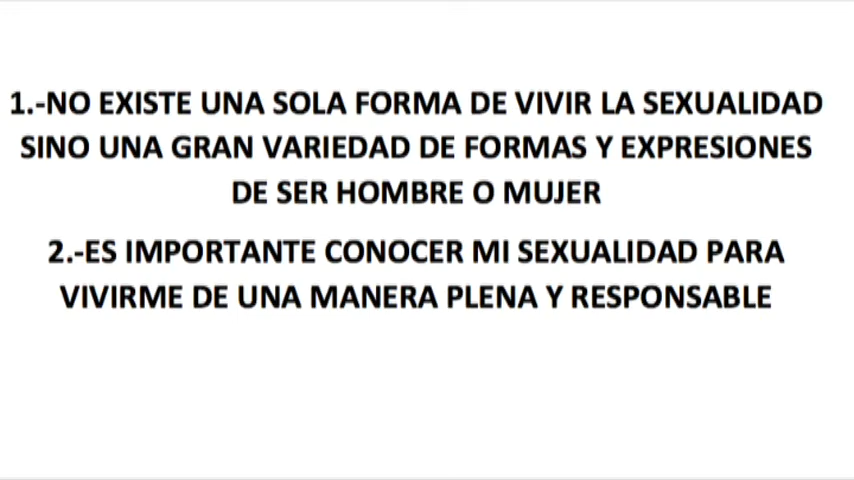 1.-NO EXISTE UNA SOLA FORMA DE VIVIR LA SEXUALIDAD
SINO UNA GRAN VARIEDAD DE FORMAS Y EXPRESIONES
DE SER HOMBRE O MUJER
2.-ES IMPORTANTE CONOCER MI SEXUALIDAD PARA
VIVIRME DE UNA MANERA PLENA Y RESPONSABLE